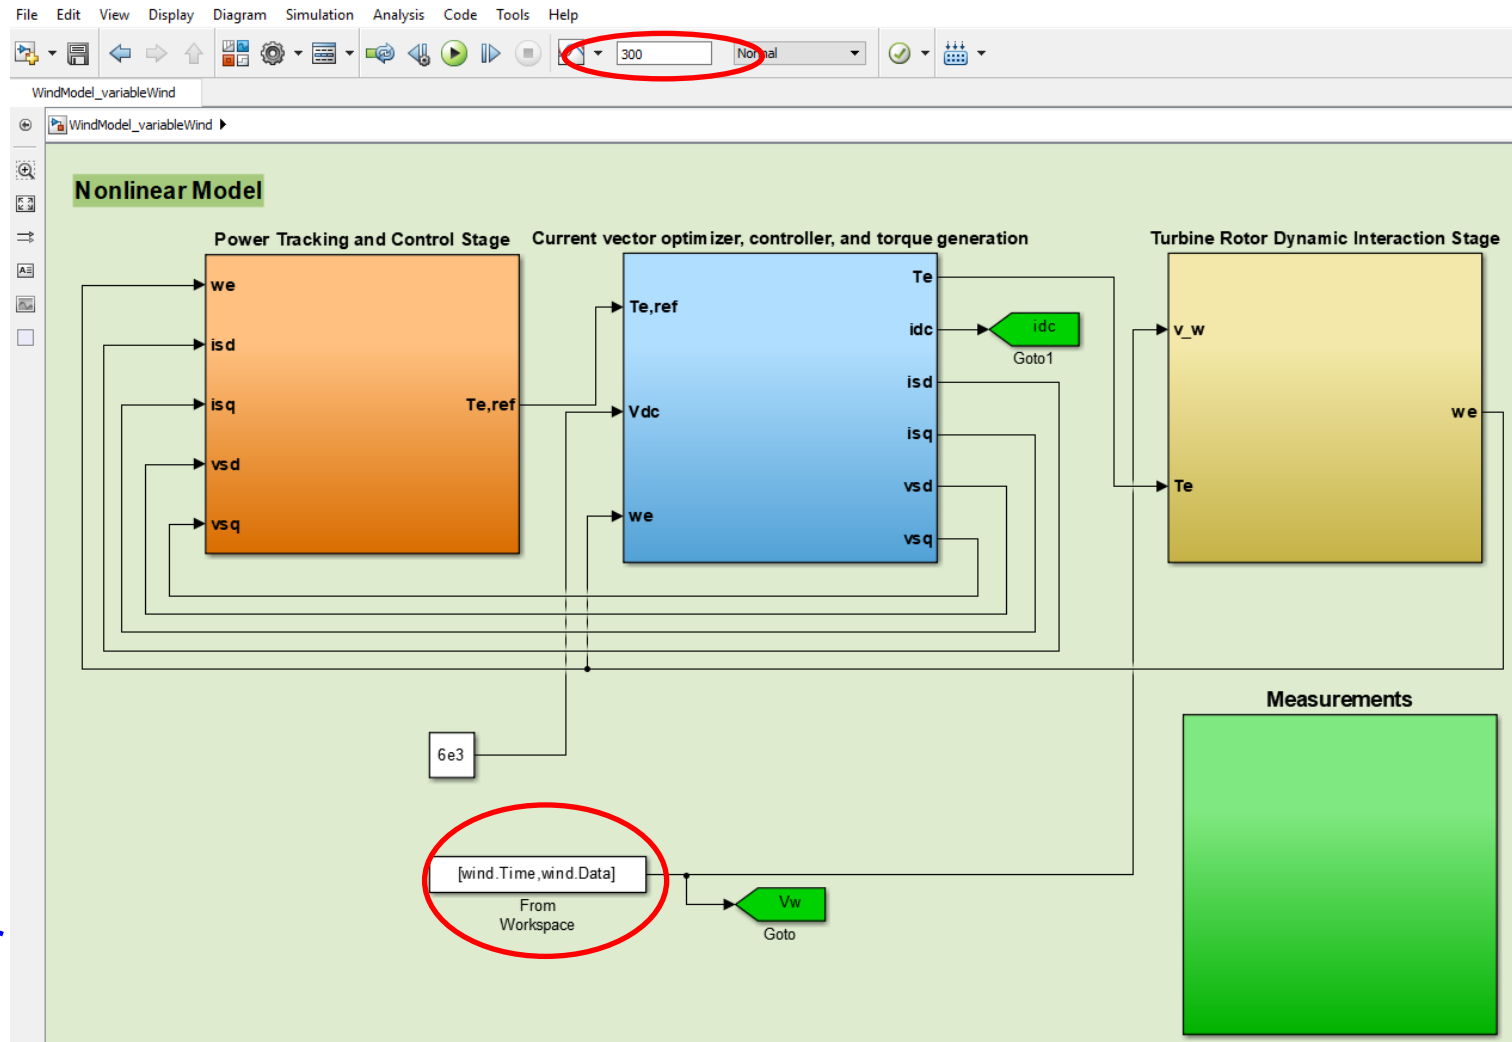 File Edit View Display Diagram Simulation Analysis Code Tools Help
300
Normal
WindModel_variableWind
WindModel_variableWind
Nonlinear Model
Power Tracking and Control Stage
we
isd
isq
vsd
vsq
Te,ref
Current vector optimizer, controller, and torque generation
Te,ref
Vdc
we
Te
idc
isd
isq
vsd
vsq
idc
Goto1
Turbine Rotor Dynamic Interaction Stage
v_w
Te
we
6e3
[wind.Time,wind.Data]
From
Workspace
Vw
Goto
Measurements